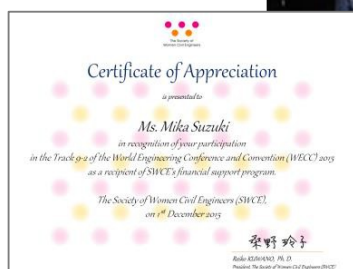 The Society of
Women Civil Engineers
Certificate of Appreciation
is presented to
Ms. Mika Suzuki
in recognition of your participation
in the Track 9-2 of the World Engineering Conference and Convention (WECC) 2015
as a recipient of SWCE's financial support program.
The Society of Women Civil Engineers (SWCE),
on 1st December 2015
桑野 玲子
Reiko KUWANO, Ph. D.
President, The Society of Women Civil Engineers (SWCE)